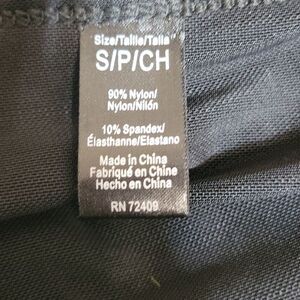 Size/Taille/Talla
S/P/CH
90% Nylon/
Nylon/Nilón
10% Spandex/
Élasthanne/Elastano
Made in China
Fabriqué en Chine
Hecho en China
RN 72409